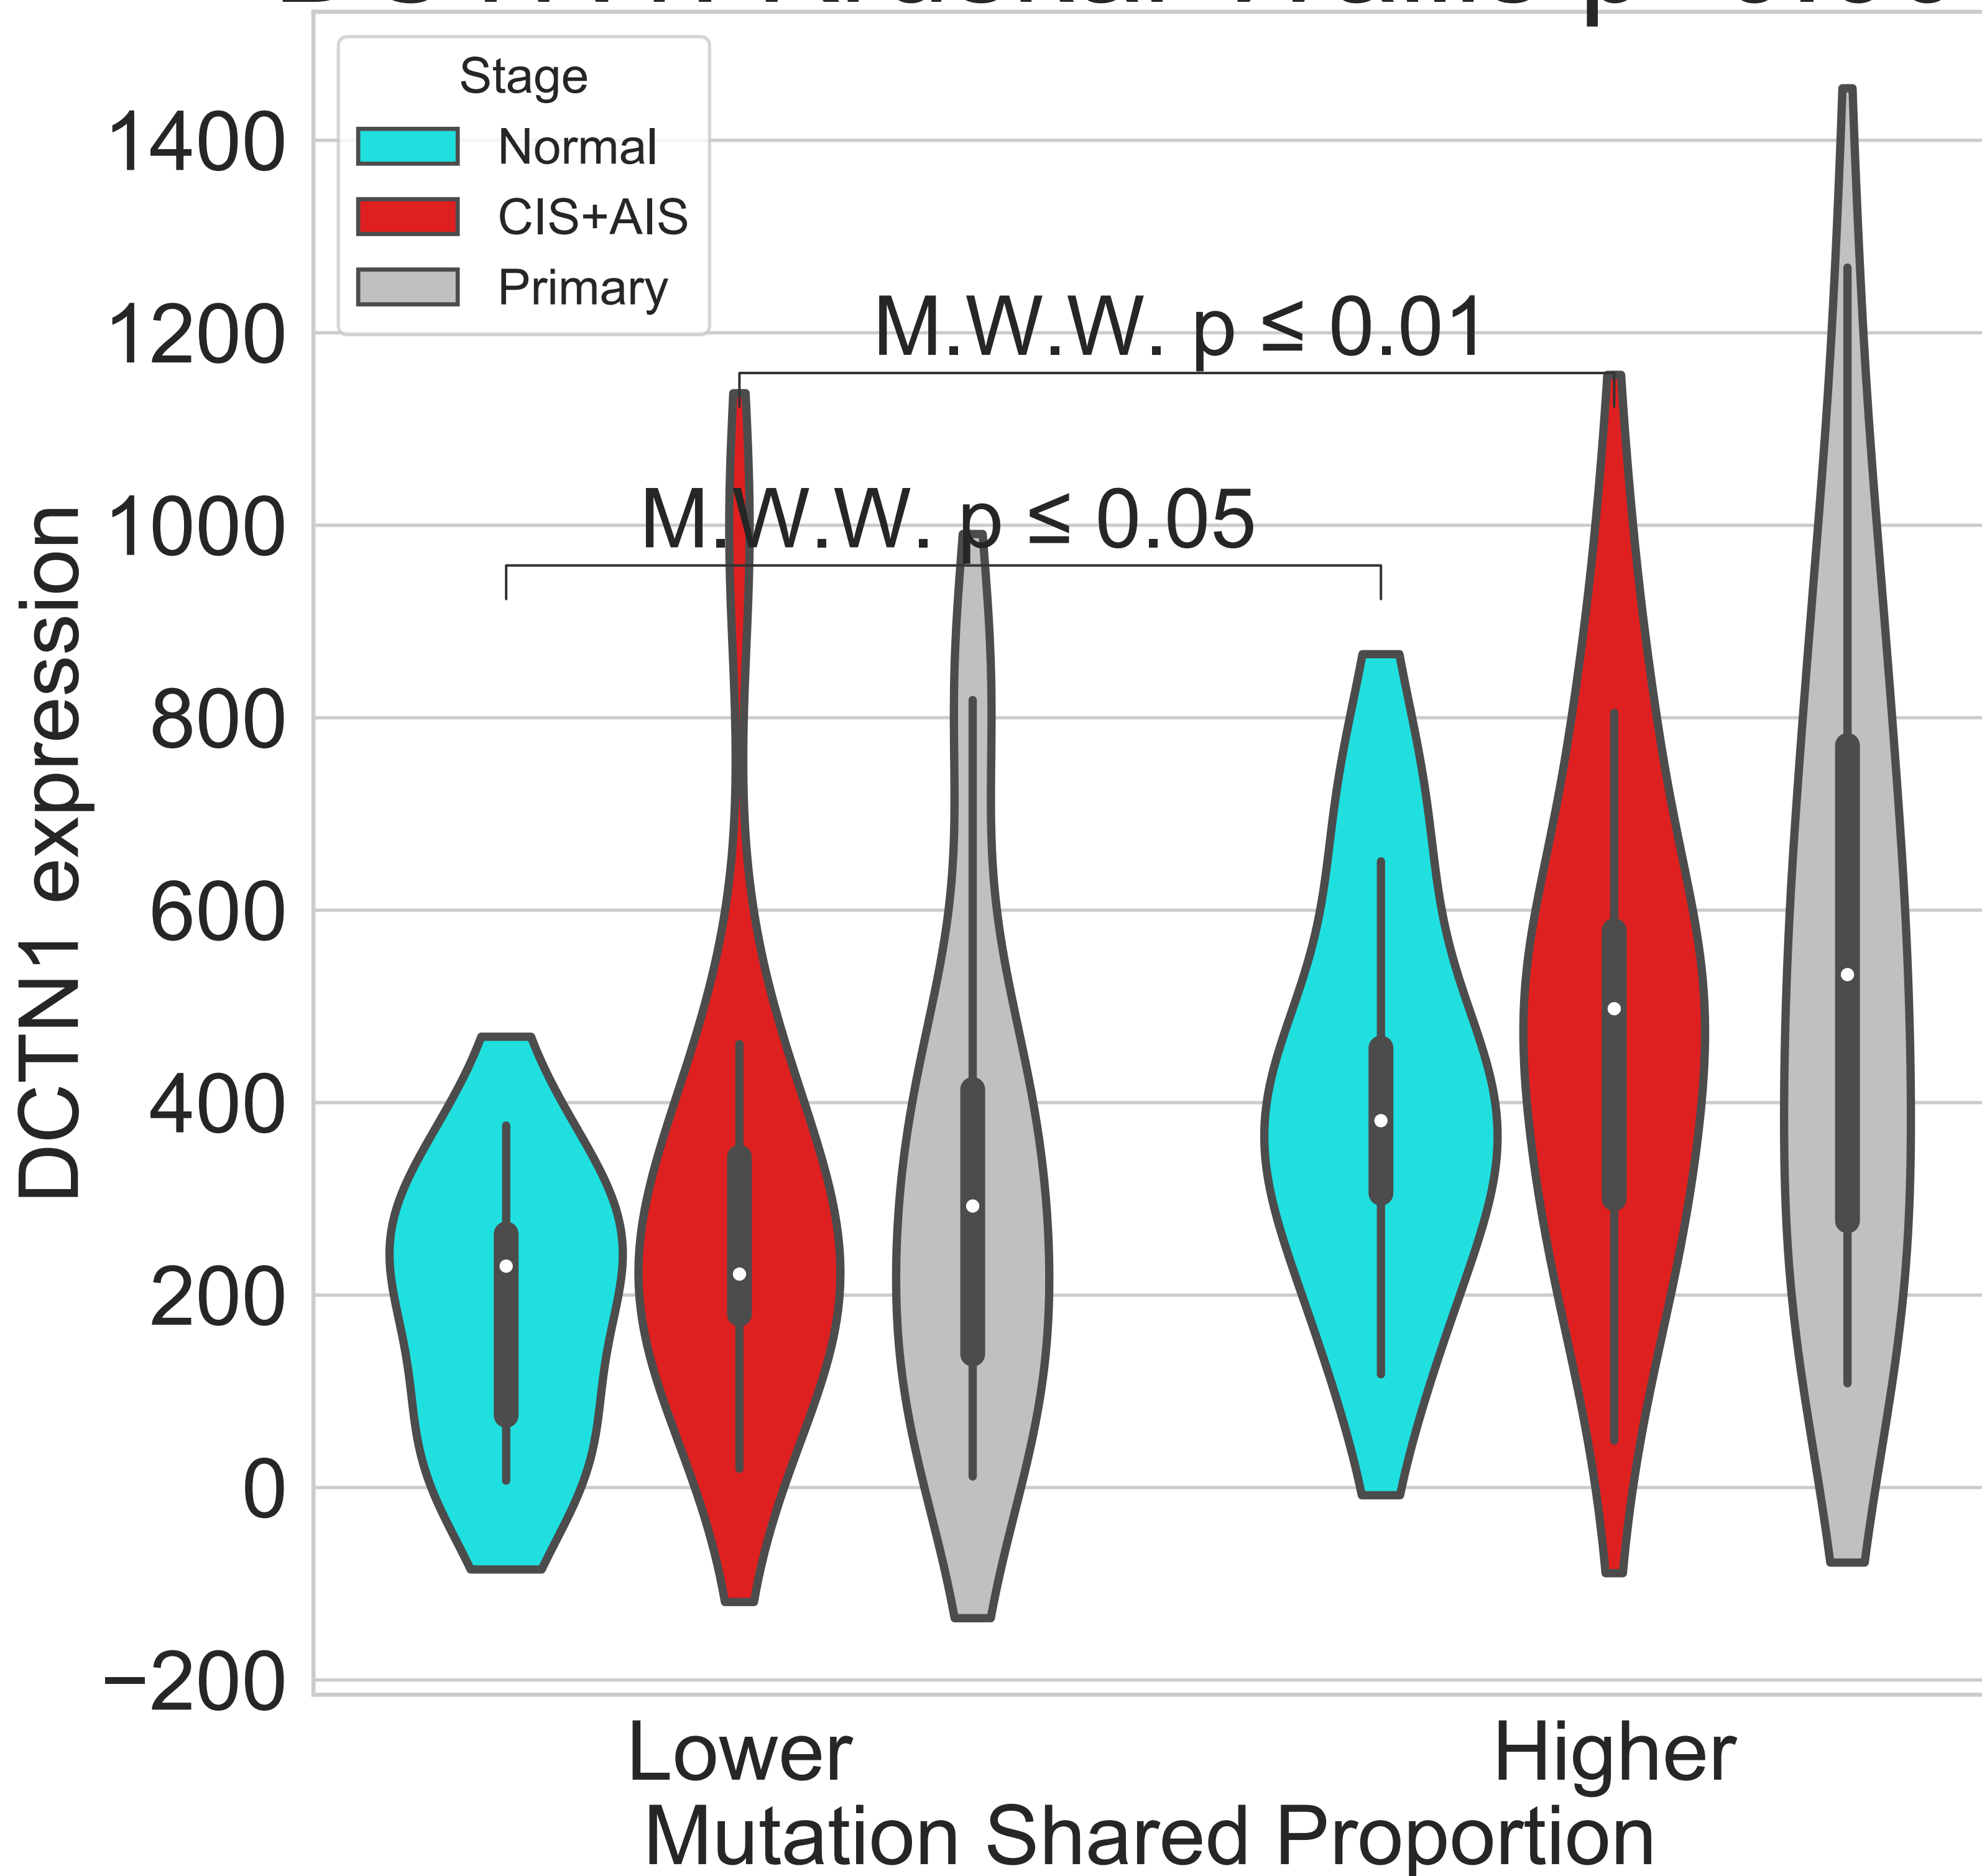 Stage
Normal
CIS+AIS
Primary
1400
1200
1000
800
600
400
200
0
−200
DCTN1 expression
M.W.W. p ≤ 0.01
M.W.W. p ≤ 0.05
Lower
Higher
Mutation Shared Proportion